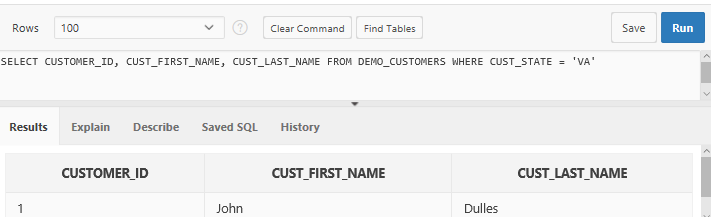 Rows 100 ? Clear Command Find Tables Save Run
SELECT CUSTOMER_ID, CUST_FIRST_NAME, CUST_LAST_NAME FROM DEMO_CUSTOMERS WHERE CUST_STATE = 'VA'
Results Explain Describe Saved SQL History
CUSTOMER_ID CUST_FIRST_NAME CUST_LAST_NAME
1 John Dulles